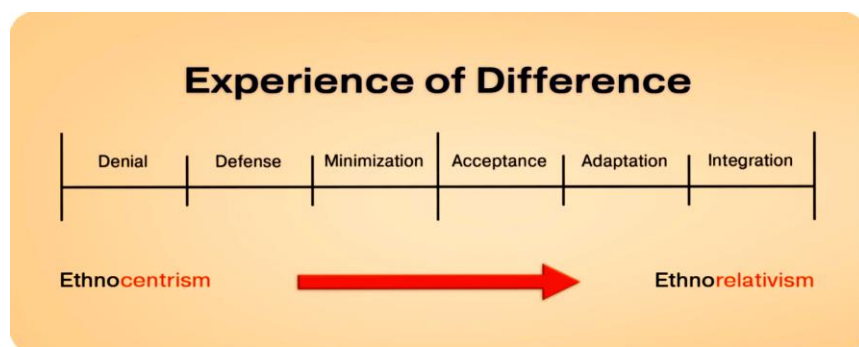 Experience of Difference
Denial Defense Minimization Acceptance Adaptation Integration
Ethnocentrism Ethnorelativism